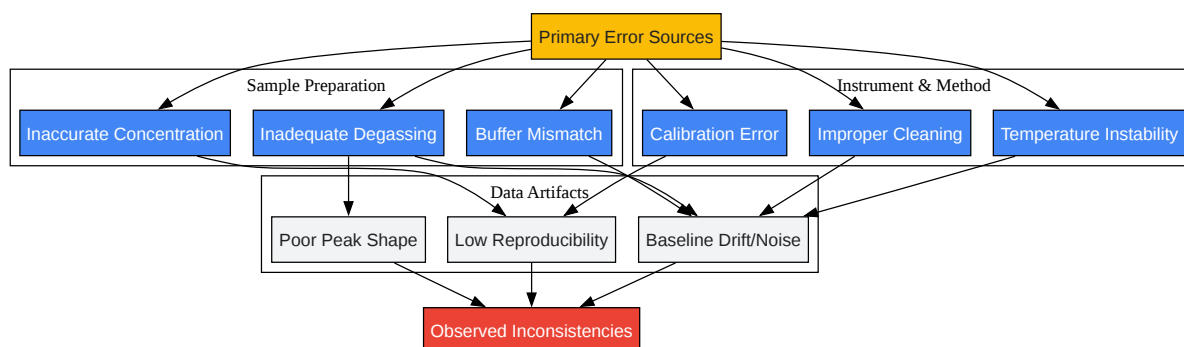 Primary Error Sources
Sample Preparation
Instrument & Method
Inaccurate Concentration
Inadequate Degassing
Buffer Mismatch
Calibration Error
Improper Cleaning
Temperature Instability
Data Artifacts
Poor Peak Shape
Low Reproducibility
Baseline Drift/Noise
Observed Inconsistencies